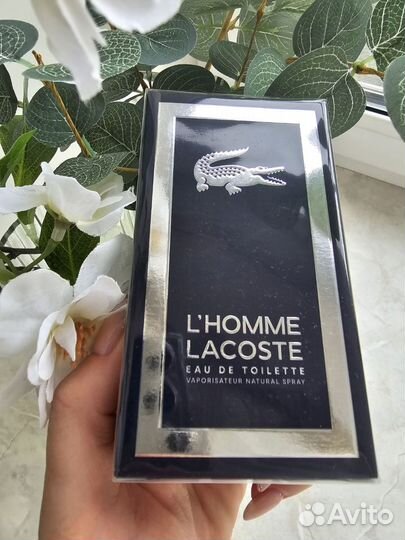 L'HOMME
LACOSTE
EAU DE TOILETTE
VAPORISATEUR NATURAL SPRAY
Avito